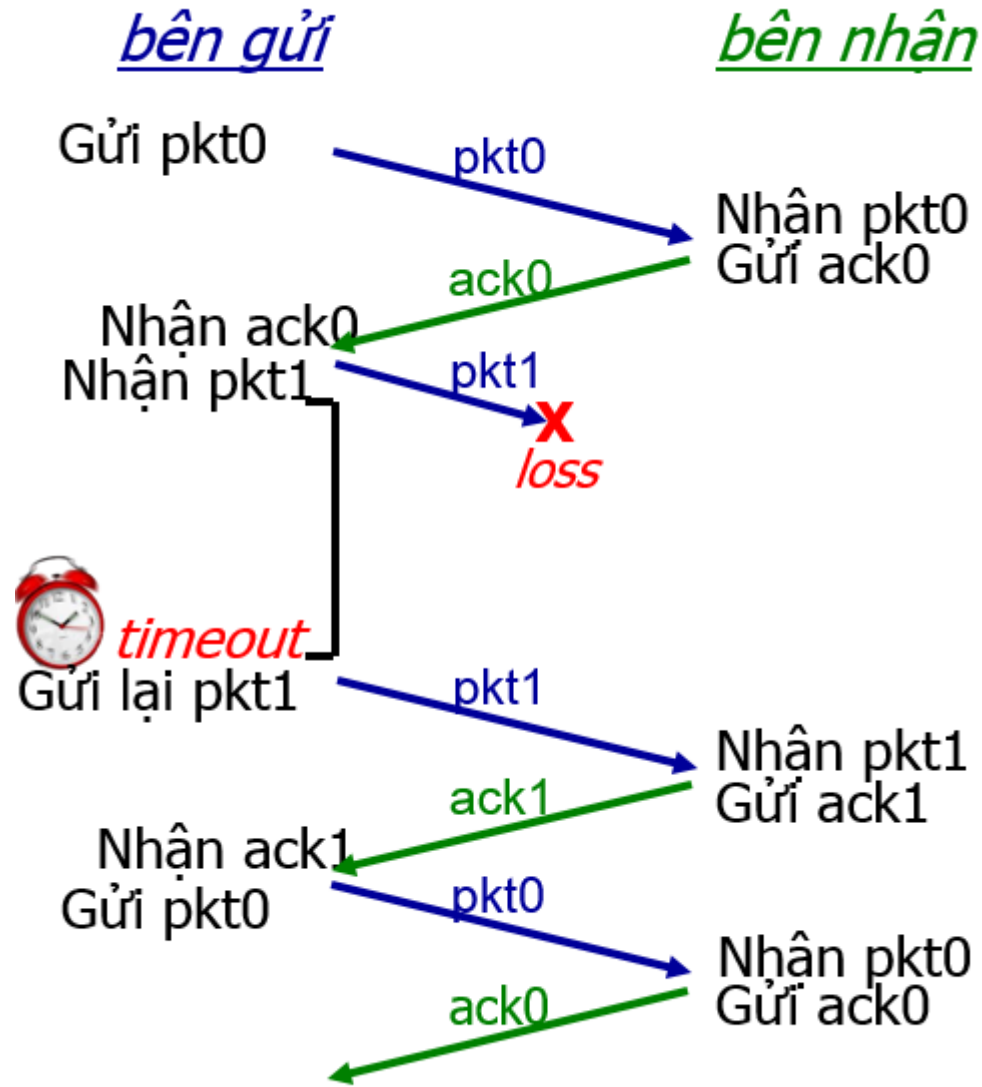 bên gửi
bên nhận
Gửi pkt0
pkt0
Nhận pkt0
Gửi ack0
ack0
Nhận ack0
Nhận pkt1
pkt1
X
loss
timeout
Gửi lại pkt1
pkt1
Nhận pkt1
Gửi ack1
ack1
Nhận ack1
Gửi pkt0
pkt0
Nhận pkt0
Gửi ack0
ack0